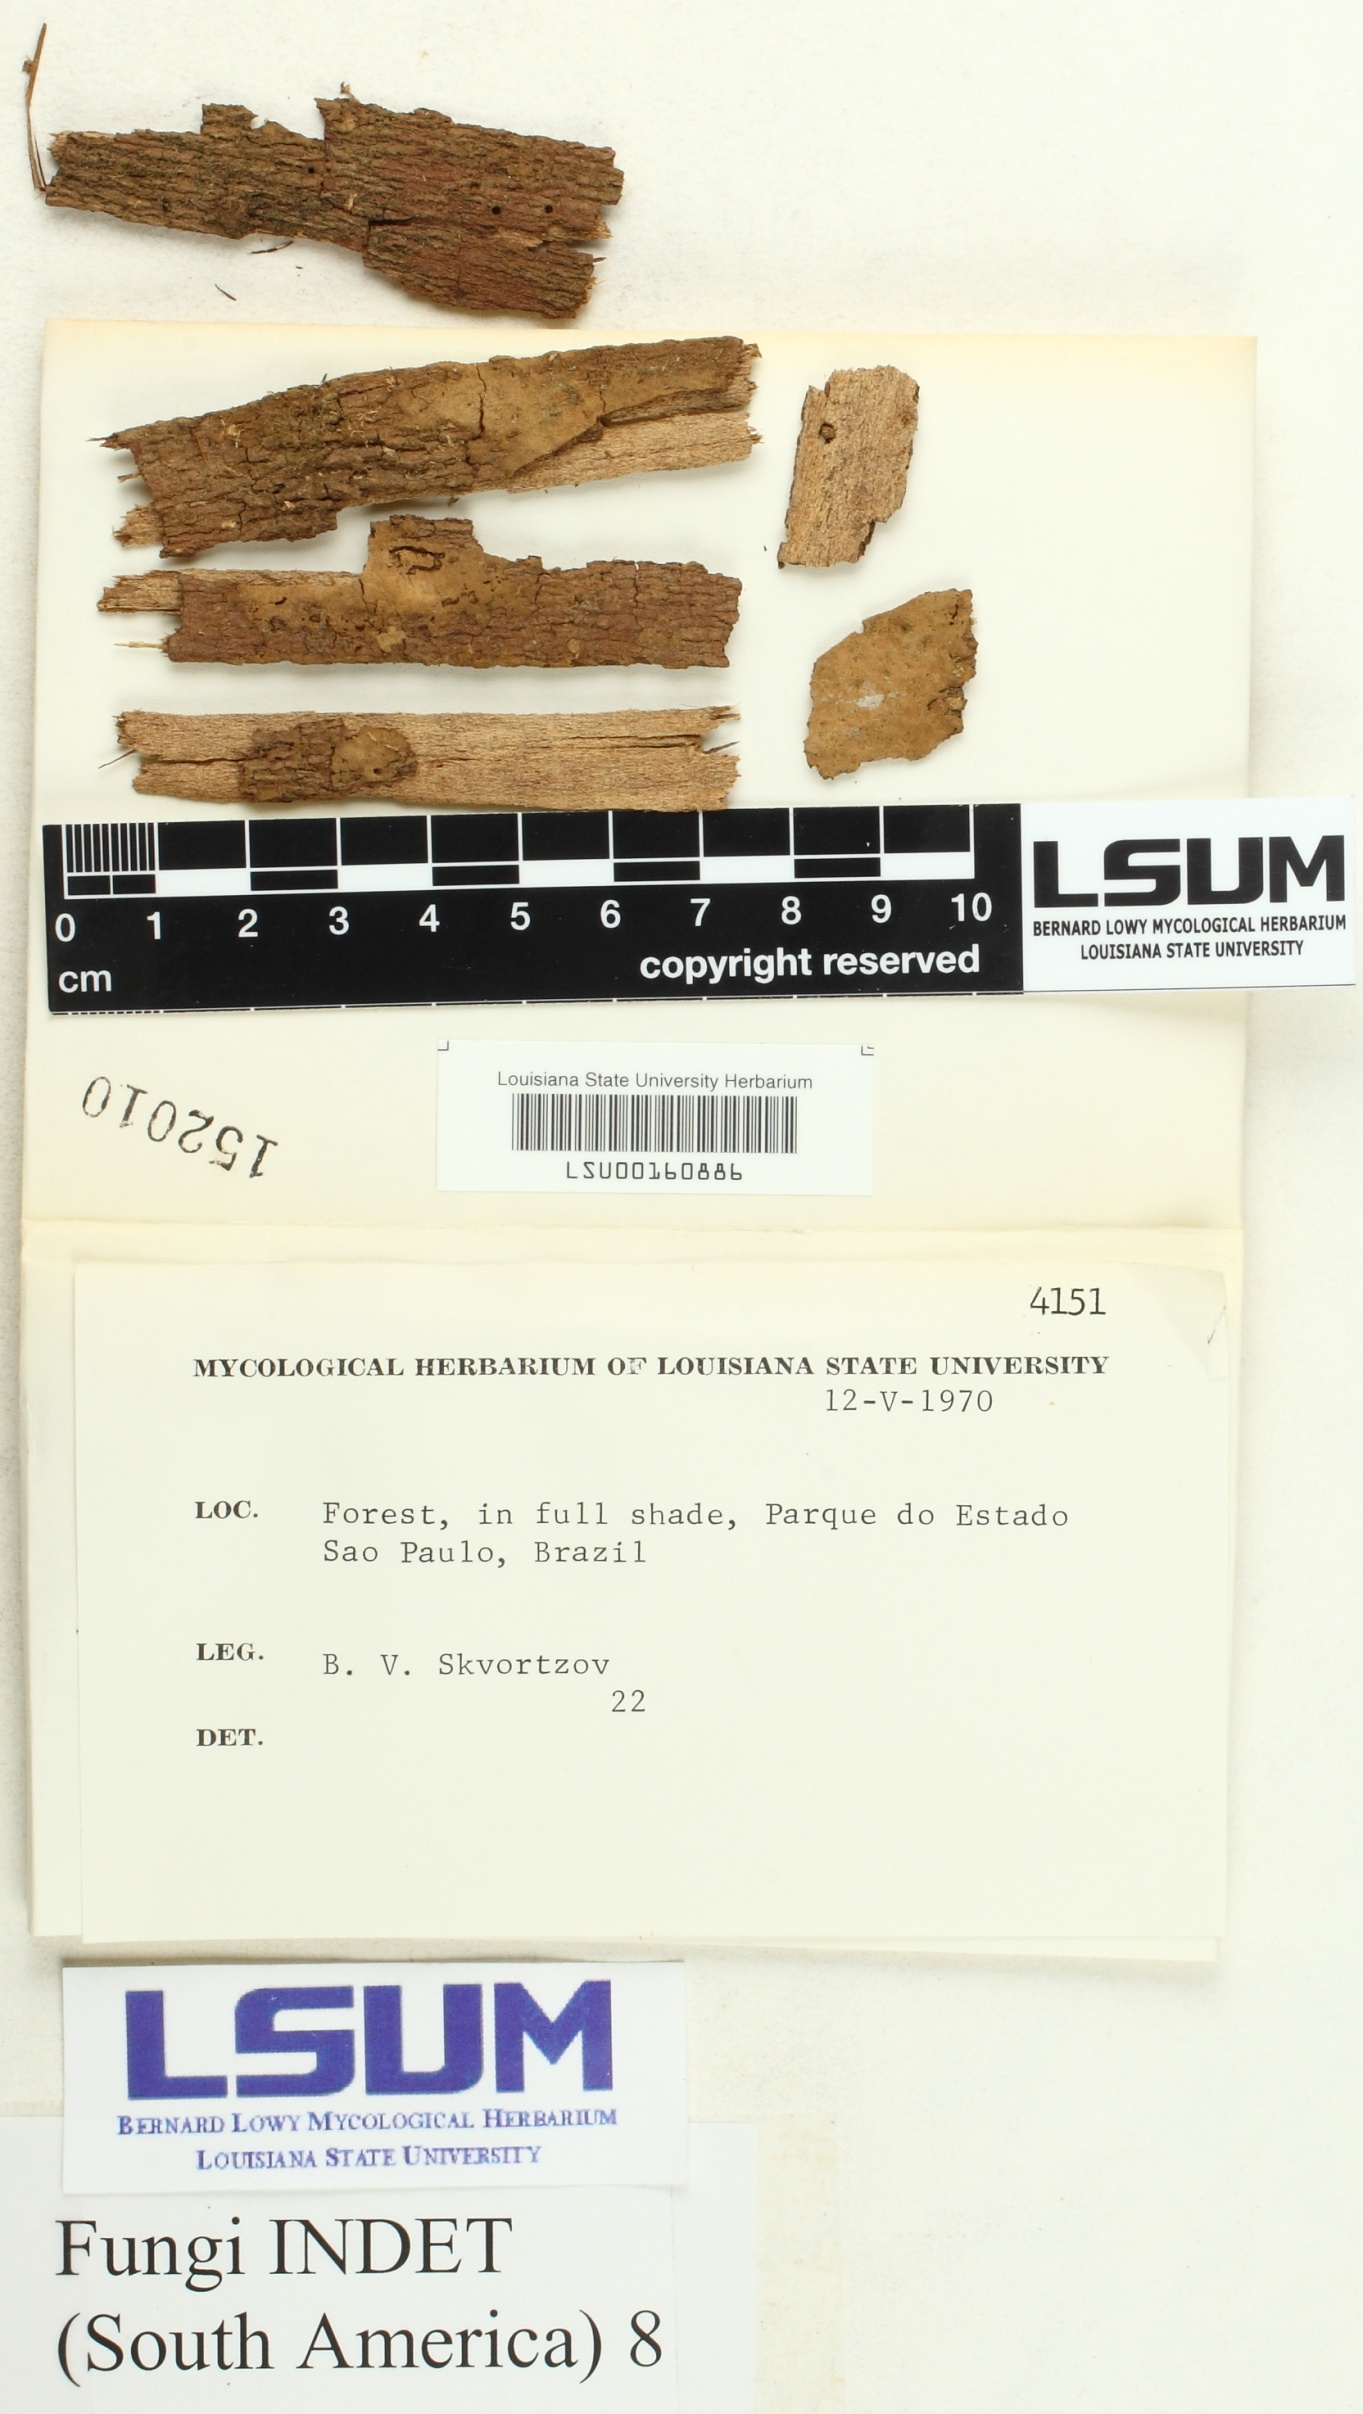 0 1 2 3 4 5 6 7 8 9 10
cm
copyright reserved
LSUM
BERNARD LOWY MYCOLOGICAL HERBARIUM
LOUISIANA STATE UNIVERSITY
152010
Louisiana State University Herbarium
LSU00160886
4151
MYCOLOGICAL HERBARIUM OF LOUISIANA STATE UNIVERSITY
12-V-1970
LOC. Forest, in full shade, Parque do Estado
Sao Paulo, Brazil
LEG. B. V. Skvortzov
22
DET.
LSUM
BERNARD LOWY MYCOLOGICAL HERBARIUM
LOUISIANA STATE UNIVERSITY
Fungi INDET
(South America) 8